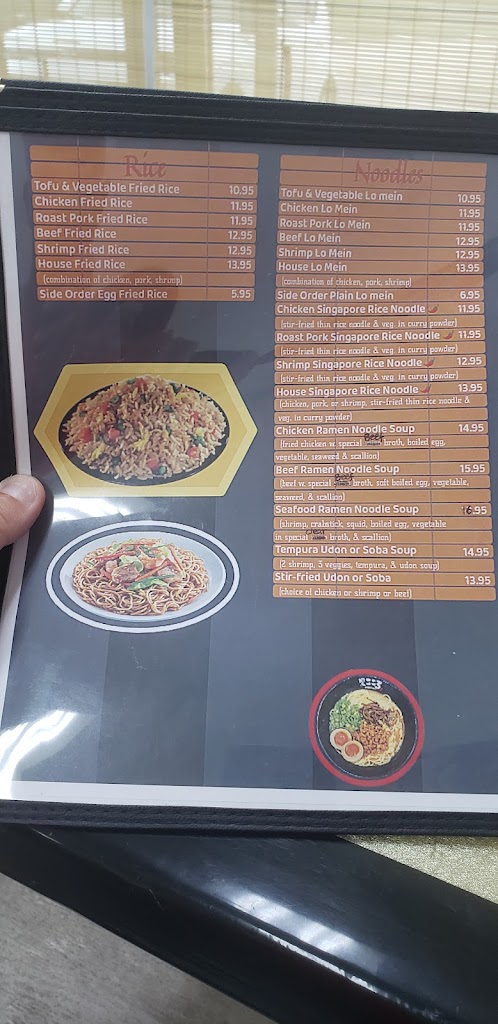 Rice
Tofu & Vegetable Fried Rice 10.95
Chicken Fried Rice 11.95
Roast Pork Fried Rice 11.95
Beef Fried Rice 12.95
Shrimp Fried Rice 12.95
House Fried Rice 13.95
(combination of chicken, pork, shrimp)
Side Order Egg Fried Rice 5.95
Noodles
Tofu & Vegetable Lo mein 10.95
Chicken Lo Mein 11.95
Roast Pork Lo Mein 11.95
Beef Lo Mein 12.95
Shrimp Lo Mein 12.95
House Lo Mein 13.95
(combination of chicken, pork, shrimp)
Side Order Plain Lo mein 6.95
Chicken Singapore Rice Noodle 11.95
(stir-fried thin rice noodle & veg. in curry powder)
Roast Pork Singapore Rice Noodle 11.95
(stir-fried thin rice noodle & veg. in curry powder)
Shrimp Singapore Rice Noodle 12.95
(stir-fried thin rice noodle & veg. in curry powder)
House Singapore Rice Noodle 13.95
(chicken, pork, or shrimp, stir-fried thin rice noodle &
veg. in curry powder)
Chicken Ramen Noodle Soup 14.95
(fried chicken w. special Beef broth, boiled egg,
vegetable, seaweed & scallion)
Beef Ramen Noodle Soup 15.95
(beef w. special Beef broth, soft boiled egg, vegetable,
seaweed, & scallion)
Seafood Ramen Noodle Soup 16.95
(shrimp, crabstick, squid, boiled egg, vegetable
in special broth, & scallion)
Tempura Udon or Soba Soup 14.95
(2 shrimp, 3 veggies, tempura, & udon soup)
Stir-fried Udon or Soba 13.95
(choice of chicken or shrimp or beef)